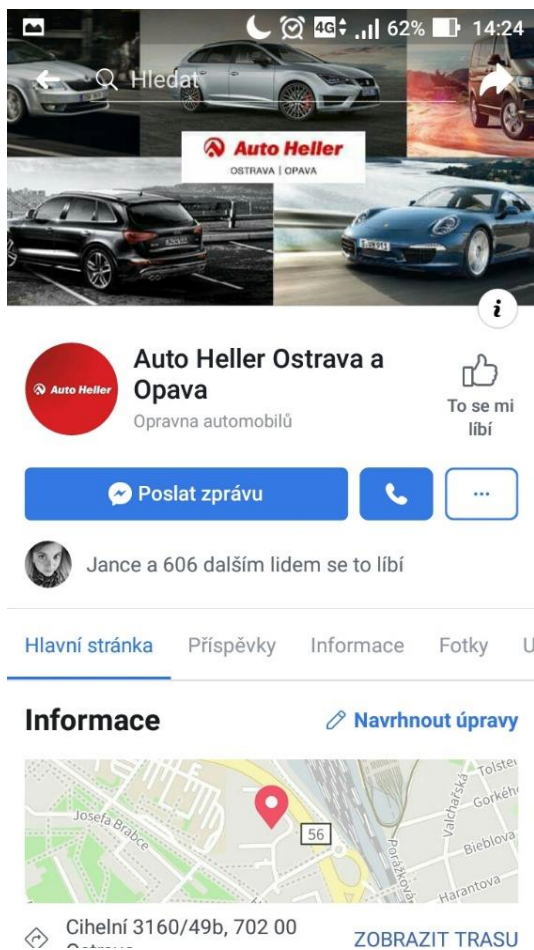 4G 62% 14:24
Hledat
Auto Heller
OSTRAVA | OPAVA
i
Auto Heller Ostrava a
Opava
Auto Heller
Opravna automobilů
To se mi
líbí
Poslat zprávu
Jance a 606 dalším lidem se to líbí
Hlavní stránka Příspěvky Informace Fotky U
Informace
Navrhnout úpravy
Josefa Brabce
56
Porážková
Valchařská
Tolsté
Gorkého
Bieblova
Harantova
Cihelní 3160/49b, 702 00
Ostrava
ZOBRAZIT TRASU